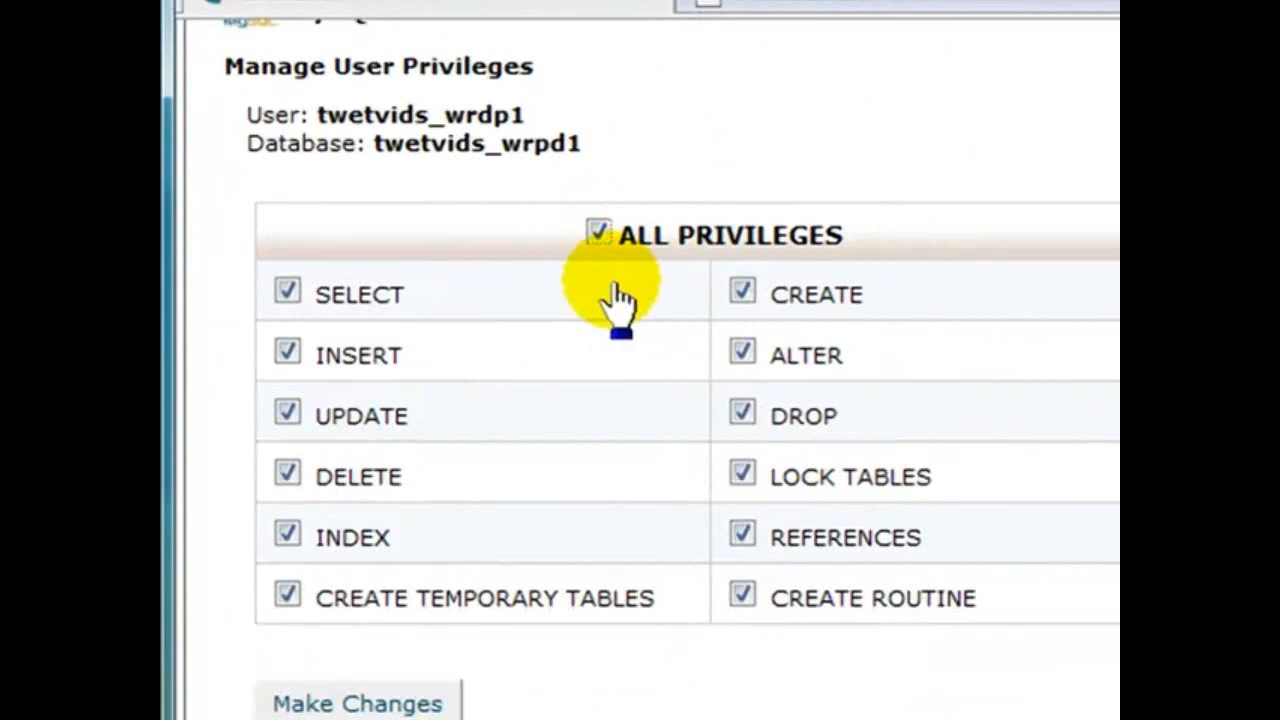 Manage User Privileges
User: twetvids_wrdp1
Database: twetvids_wrpd1
ALL PRIVILEGES
SELECT CREATE
INSERT ALTER
UPDATE DROP
DELETE LOCK TABLES
INDEX REFERENCES
CREATE TEMPORARY TABLES CREATE ROUTINE
Make Changes